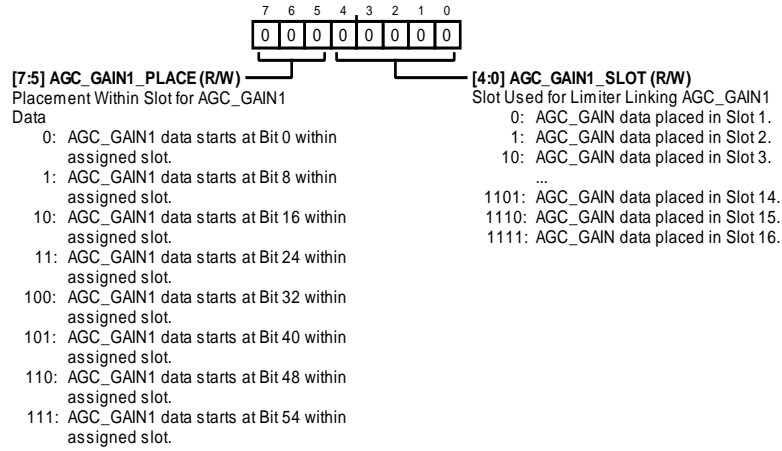 7 6 5 4 3 2 1 0
0 0 0 0 0 0 0 0
[7:5] AGC_GAIN1_PLACE (R/W)
Placement Within Slot for AGC_GAIN1
Data
0: AGC_GAIN1 data starts at Bit 0 within
assigned slot.
1: AGC_GAIN1 data starts at Bit 8 within
assigned slot.
10: AGC_GAIN1 data starts at Bit 16 within
assigned slot.
11: AGC_GAIN1 data starts at Bit 24 within
assigned slot.
100: AGC_GAIN1 data starts at Bit 32 within
assigned slot.
101: AGC_GAIN1 data starts at Bit 40 within
assigned slot.
110: AGC_GAIN1 data starts at Bit 48 within
assigned slot.
111: AGC_GAIN1 data starts at Bit 54 within
assigned slot.
[4:0] AGC_GAIN1_SLOT (R/W)
Slot Used for Limiter Linking AGC_GAIN1
0: AGC_GAIN data placed in Slot 1.
1: AGC_GAIN data placed in Slot 2.
10: AGC_GAIN data placed in Slot 3.
...
1101: AGC_GAIN data placed in Slot 14.
1110: AGC_GAIN data placed in Slot 15.
1111: AGC_GAIN data placed in Slot 16.